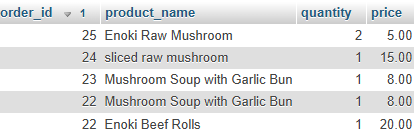 order_id 1 product_name quantity price
25 Enoki Raw Mushroom 2 5.00
24 sliced raw mushroom 1 15.00
23 Mushroom Soup with Garlic Bun 1 8.00
22 Mushroom Soup with Garlic Bun 1 8.00
22 Enoki Beef Rolls 1 20.00